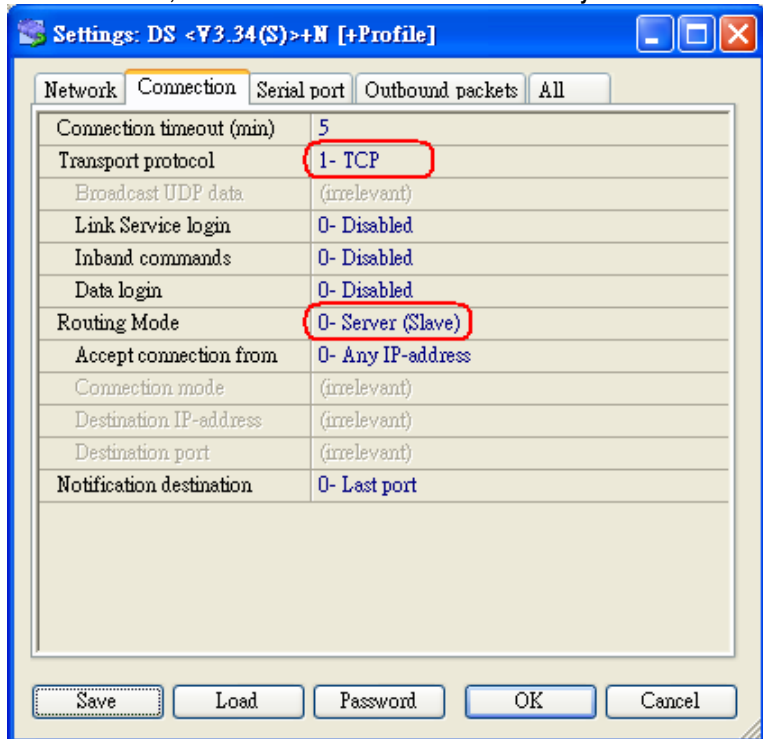 Settings: DS <V3.34(S)>+N [+Profile]
Network Connection Serial port Outbound packets All
Connection timeout (min) 5
Transport protocol 1- TCP
Broadcast UDP data (irrelevant)
Link Service login 0- Disabled
Inband commands 0- Disabled
Data login 0- Disabled
Routing Mode 0- Server (Slave)
Accept connection from 0- Any IP-address
Connection mode (irrelevant)
Destination IP-address (irrelevant)
Destination port (irrelevant)
Notification destination 0- Last port
Save Load Password OK Cancel